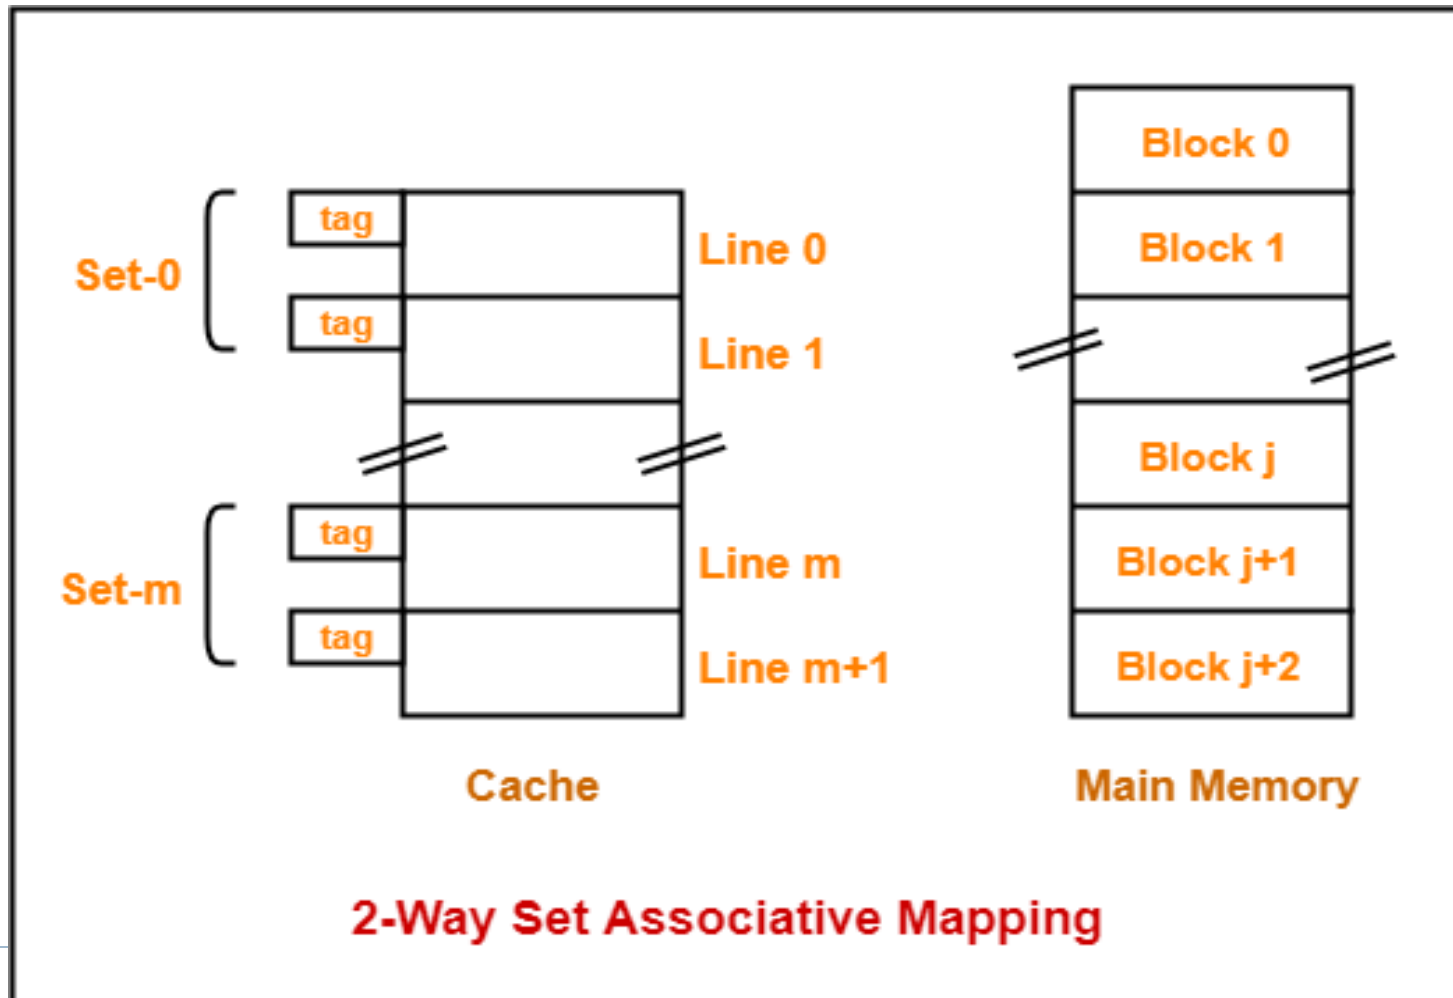 Set-0
tag
Line 0
tag
Line 1
Set-m
tag
Line m
tag
Line m+1
Cache
Block 0
Block 1
Block j
Block j+1
Block j+2
Main Memory
2-Way Set Associative Mapping